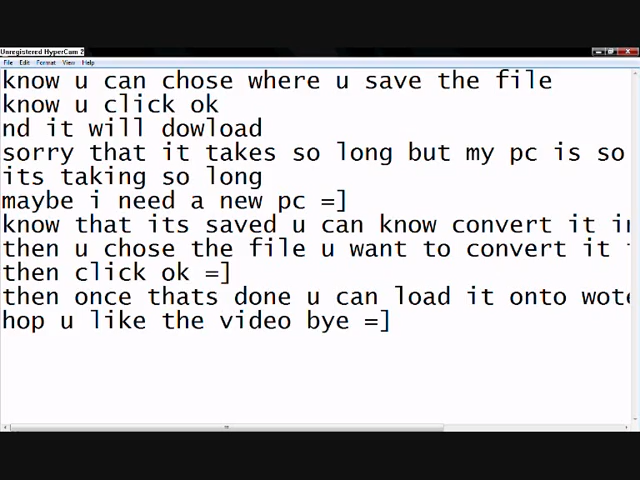 Unregistered HyperCam 2
File Edit Format View Help
know u can chose where u save the file
know u click ok
nd it will dowload
sorry that it takes so long but my pc is so
its taking so long
maybe i need a new pc =]
know that its saved u can know convert it in
then u chose the file u want to convert it
then click ok =]
then once thats done u can load it onto wote
hop u like the video bye =]